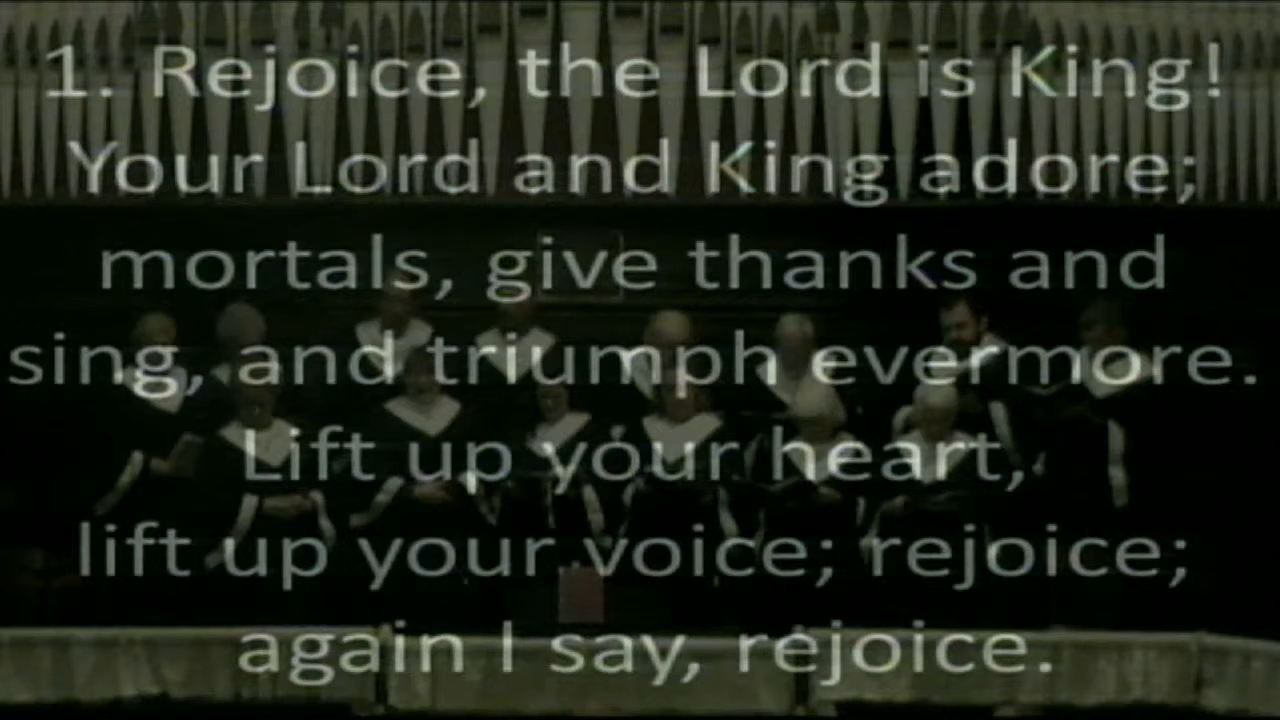 1. Rejoice, the Lord is King!
Your Lord and King adore;
mortals, give thanks and
sing, and triumph evermore.
Lift up your heart,
lift up your voice; rejoice;
again I say, rejoice.